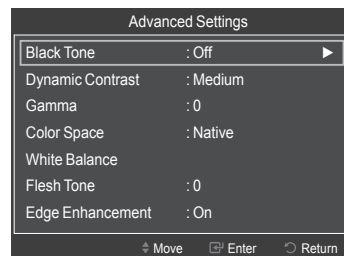 Advanced Settings
Black Tone : Off ►
Dynamic Contrast : Medium
Gamma : 0
Color Space : Native
White Balance
Flesh Tone : 0
Edge Enhancement : On
Move Enter Return